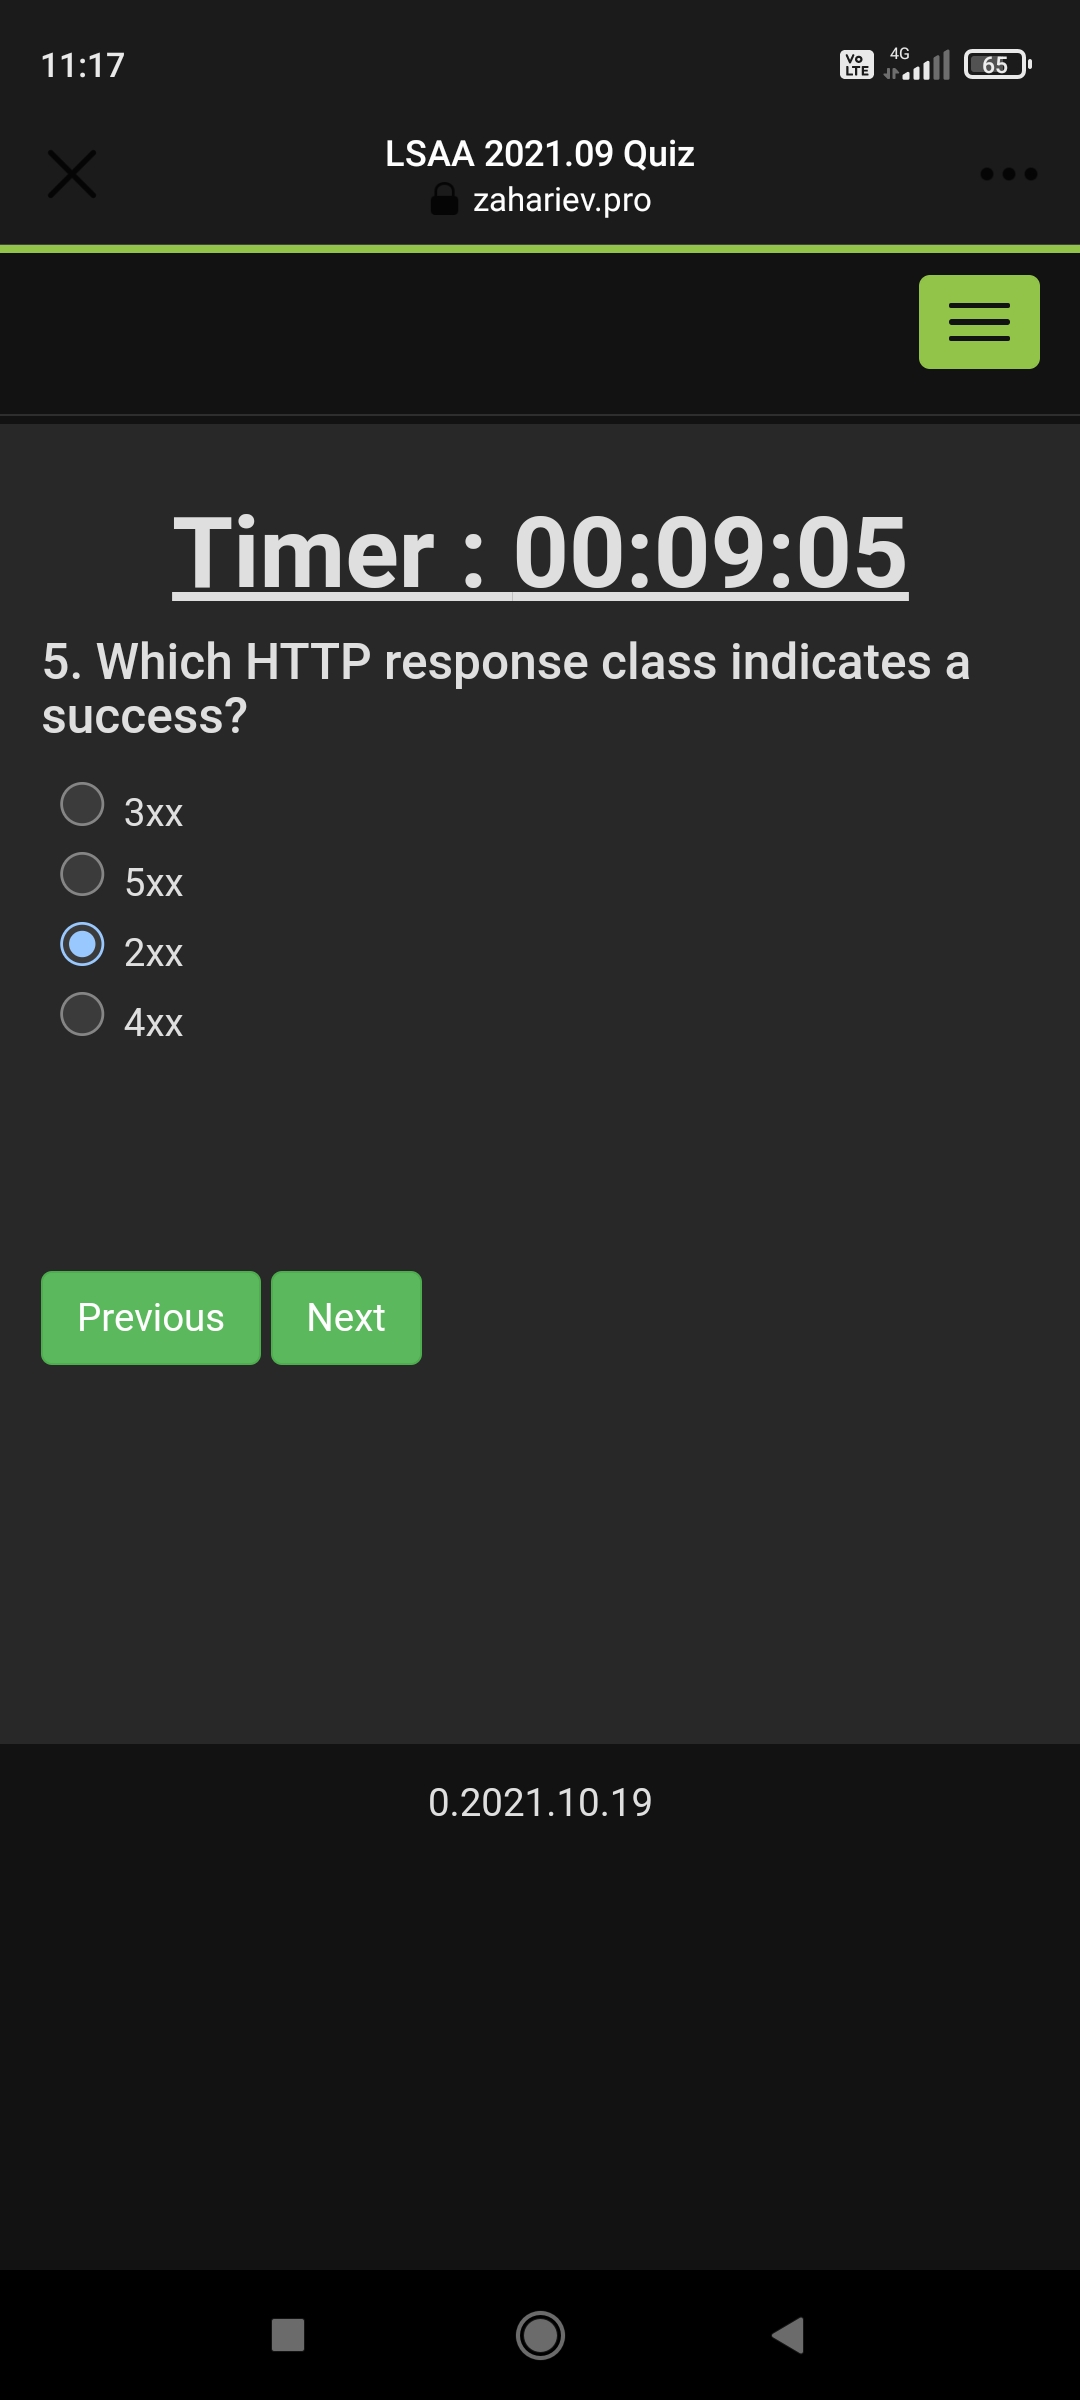 11:17
Vo LTE 4G 65
LSAA 2021.09 Quiz
zahariev.pro
Timer : 00:09:05
5. Which HTTP response class indicates a
success?
3xx
5xx
2xx
4xx
Previous Next
0.2021.10.19